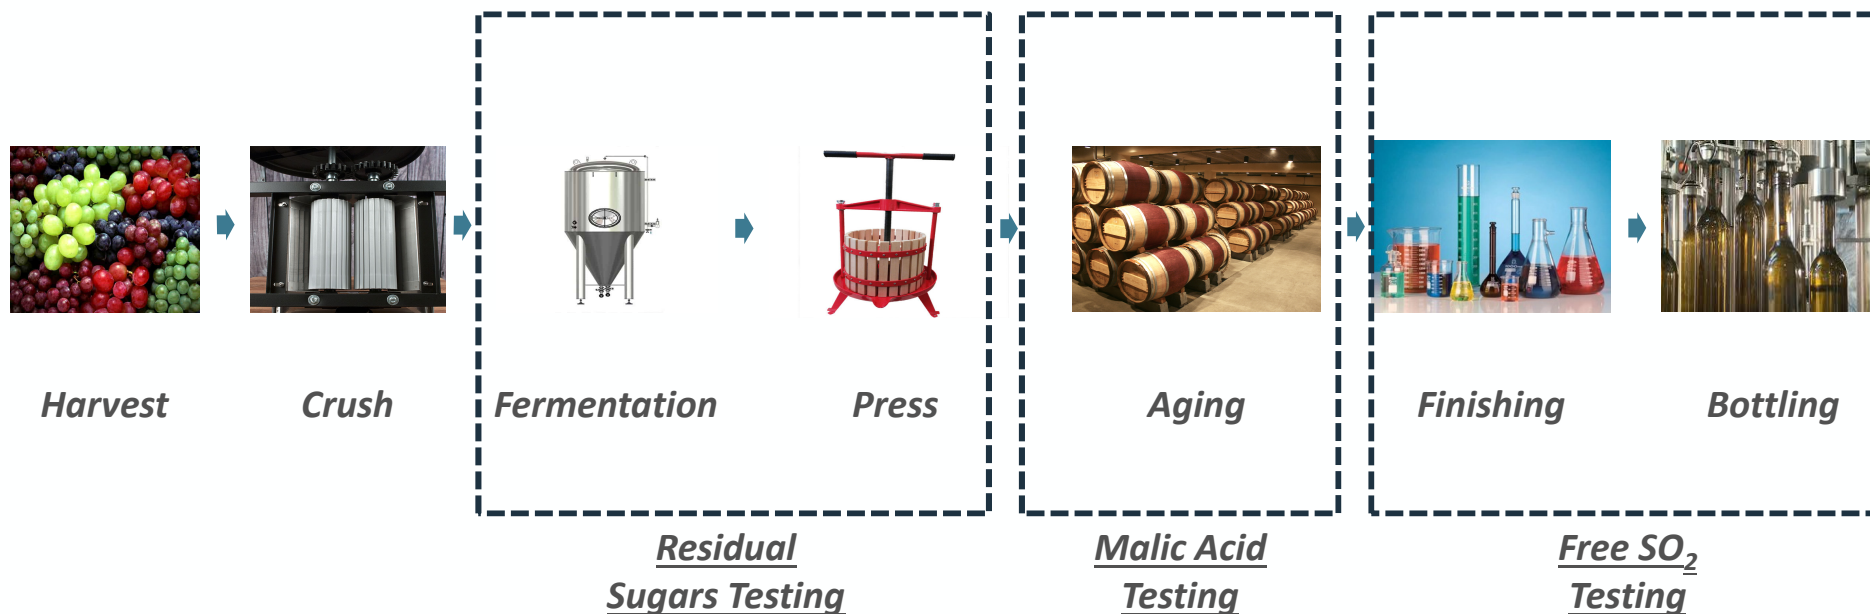 Harvest
Crush
Fermentation
Press
Aging
Finishing
Bottling
Residual
Sugars Testing
Malic Acid
Testing
Free SO₂
Testing